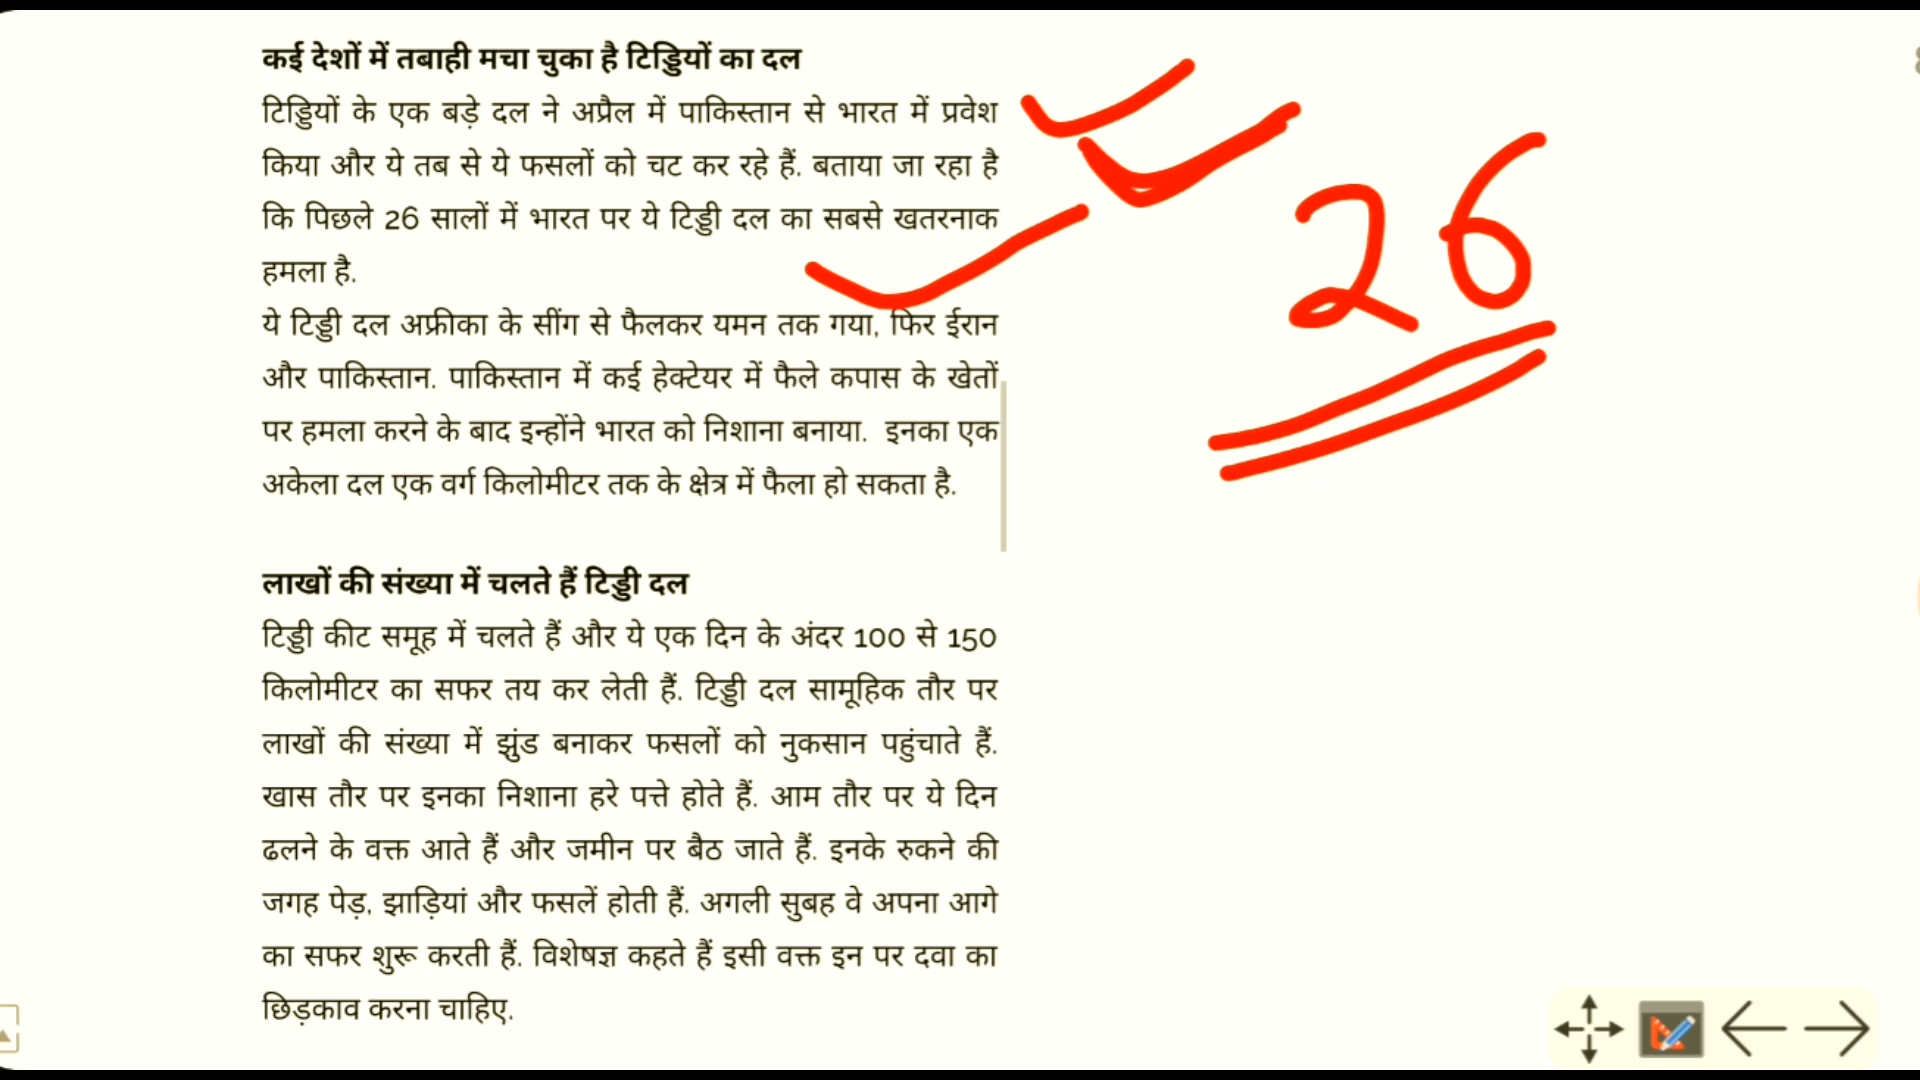 कई देशों में तबाही मचा चुका है टिड्डियों का दल
टिड्डियों के एक बड़े दल ने अप्रैल में पाकिस्तान से भारत में प्रवेश
किया और ये तब से ये फसलों को चट कर रहे हैं. बताया जा रहा है
कि पिछले 26 सालों में भारत पर ये टिड्डी दल का सबसे खतरनाक
हमला है.
ये टिड्डी दल अफ्रीका के सींग से फैलकर यमन तक गया, फिर ईरान
और पाकिस्तान. पाकिस्तान में कई हेक्टेयर में फैले कपास के खेतों
पर हमला करने के बाद इन्होंने भारत को निशाना बनाया. इनका एक
अकेला दल एक वर्ग किलोमीटर तक के क्षेत्र में फैला हो सकता है.
लाखों की संख्या में चलते हैं टिड्डी दल
टिड्डी कीट समूह में चलते हैं और ये एक दिन के अंदर 100 से 150
किलोमीटर का सफर तय कर लेती हैं. टिड्डी दल सामूहिक तौर पर
लाखों की संख्या में झुंड बनाकर फसलों को नुकसान पहुंचाते हैं.
खास तौर पर इनका निशाना हरे पत्ते होते हैं. आम तौर पर ये दिन
ढलने के वक्त आते हैं और जमीन पर बैठ जाते हैं. इनके रुकने की
जगह पेड़, झाड़ियां और फसलें होती हैं. अगली सुबह वे अपना आगे
का सफर शुरू करती हैं. विशेषज्ञ कहते हैं इसी वक्त इन पर दवा का
छिड़काव करना चाहिए.
26